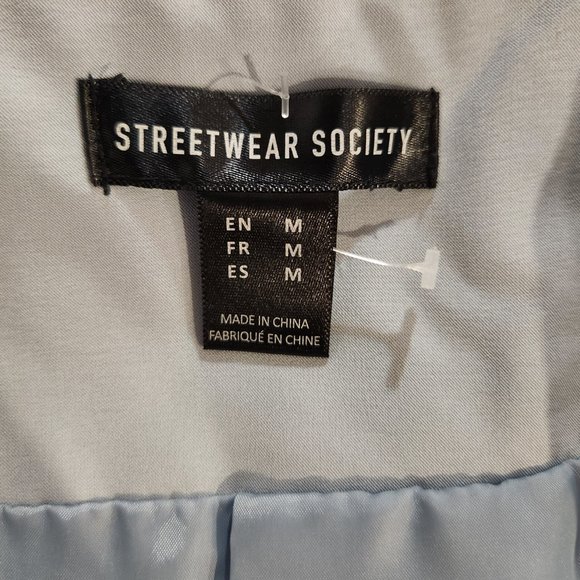 STREETWEAR SOCIETY
EN M
FR M
ES M
MADE IN CHINA
FABRIQUÉ EN CHINE